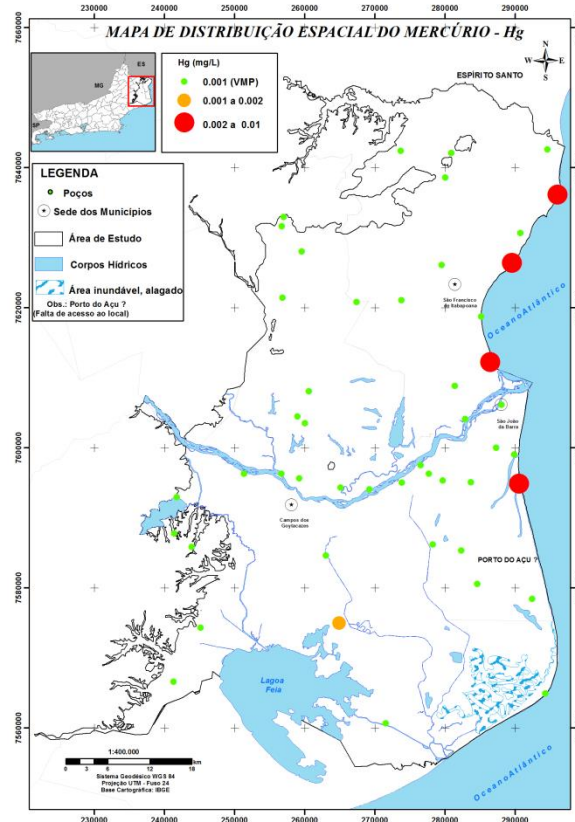 230000 240000 250000 260000 270000 280000 290000
7660000
7640000
7620000
7600000
7580000
7560000
MAPA DE DISTRIBUIÇÃO ESPACIAL DO MERCÚRIO - Hg
ES
MG
SP
Hg (mg/L)
0.001 (VMP)
0.001 a 0.002
0.002 a 0.01
N
W E
S
ESPÍRITO SANTO
LEGENDA
Poços
Sede dos Municípios
Área de Estudo
Corpos Hídricos
Área inundável, alagado
Obs.: Porto do Açu ?
(Falta de acesso ao local)
São Francisco
de Itabapoana
Oceano Atlântico
São João
da Barra
Campos dos
Goytacazes
PORTO DO AÇU ?
Lagoa
Feia
Oceano Atlântico
1:400.000
0 3 6 12 18
km
Sistema Geodésico WGS 84
Projeção UTM - Fuso 24
Base Cartográfica: IBGE
230000 240000 250000 260000 270000 280000 290000